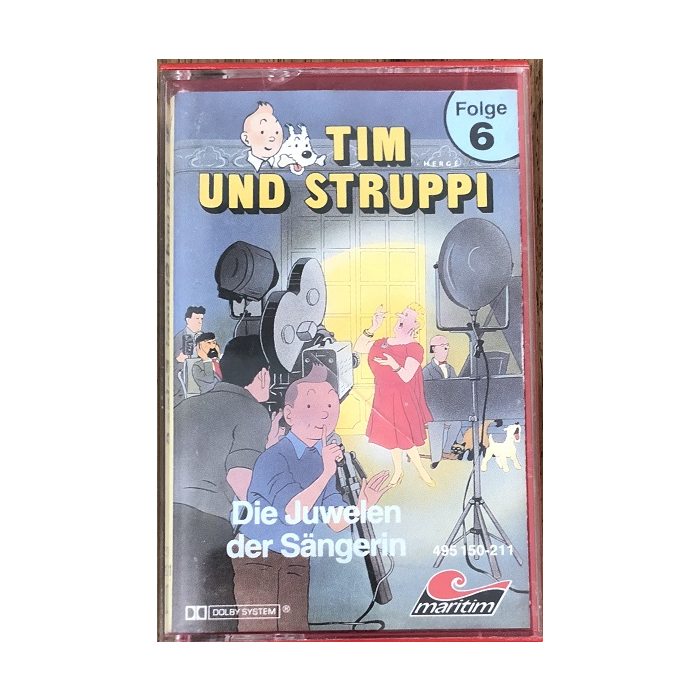 Folge
6
TIM
HERGÉ
UND STRUPPI
Die Juwelen
der Sängerin
495 150-211
DOLBY SYSTEM ®
maritim